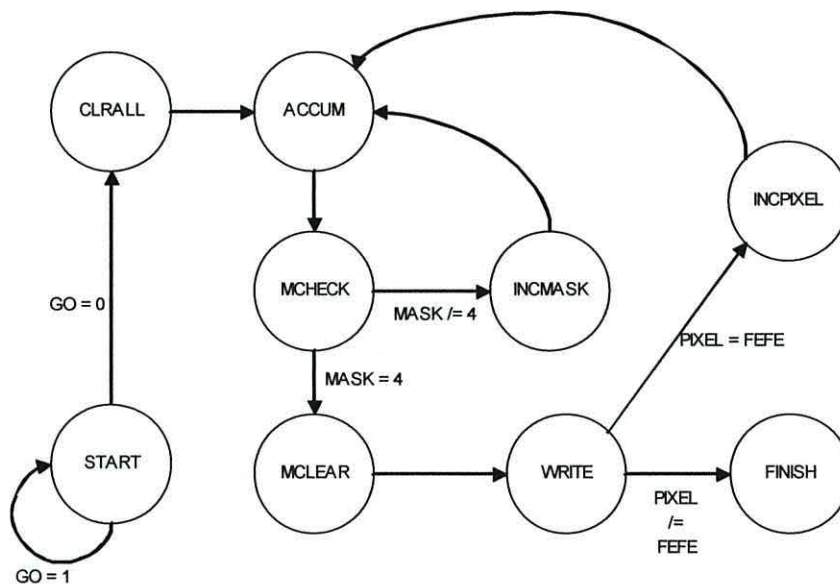 CLRALL
ACCUM
INCPIXEL
GO = 0
MCHECK
MASK /= 4
INCMASK
PIXEL = FEFE
MASK = 4
START
MCLEAR
WRITE
FINISH
PIXEL
/=
FEFE
GO = 1